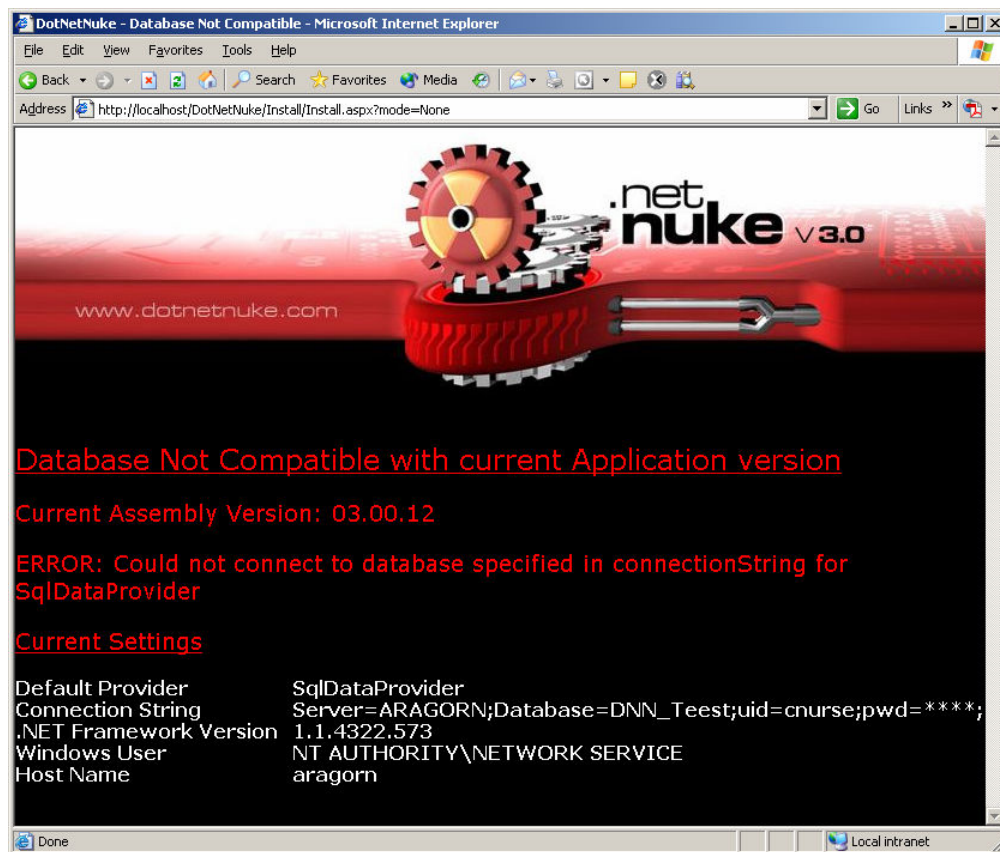 DotNetNuke - Database Not Compatible - Microsoft Internet Explorer
File Edit View Favorites Tools Help
Back Search Favorites Media
Address http://localhost/DotNetNuke/Install/Install.aspx?mode=None Go Links »
.net
nuke v 3.0
www.dotnetnuke.com
Database Not Compatible with current Application version
Current Assembly Version: 03.00.12
ERROR: Could not connect to database specified in connectionString for
SqlDataProvider
Current Settings
Default Provider SqlDataProvider
Connection String Server=ARAGORN;Database=DNN_Teest;uid=cnurse;pwd=****;
.NET Framework Version 1.1.4322.573
Windows User NT AUTHORITY\NETWORK SERVICE
Host Name aragorn
Done Local intranet